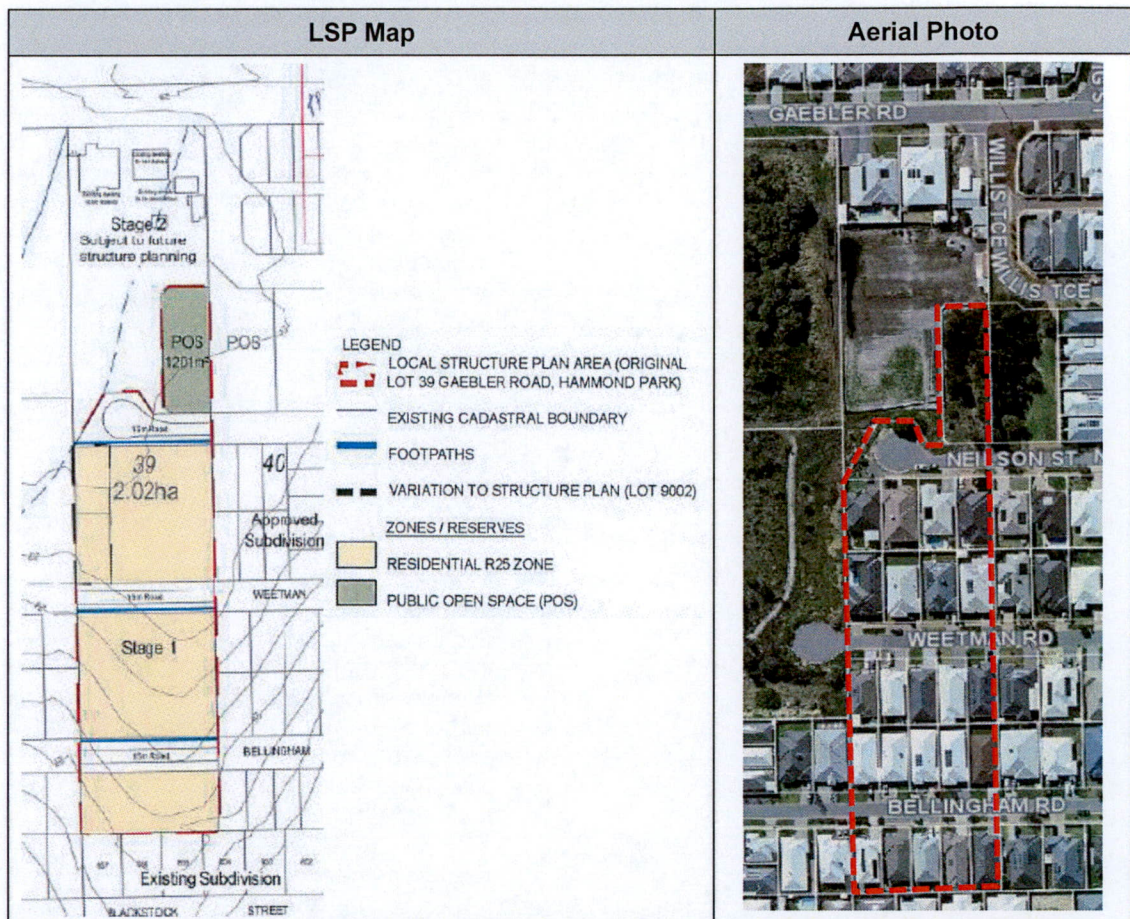 LSP Map
Aerial Photo
Stage 2
Subject to future
structure planning
POS
1201m²
POS
39
2.02ha
40
Approved
Subdivision
WEETMAN
Stage 1
15m Road
BELLINGHAM
Existing Subdivision
BLACKSTOCK STREET
LEGEND
LOCAL STRUCTURE PLAN AREA (ORIGINAL
LOT 39 GAEBLER ROAD, HAMMOND PARK)
EXISTING CADASTRAL BOUNDARY
FOOTPATHS
VARIATION TO STRUCTURE PLAN (LOT 9002)
ZONES / RESERVES
RESIDENTIAL R25 ZONE
PUBLIC OPEN SPACE (POS)
GAEBLER RD
WILLIS TCE
WILLIS TCE
NEILSON ST
WEETMAN RD
BELLINGHAM RD